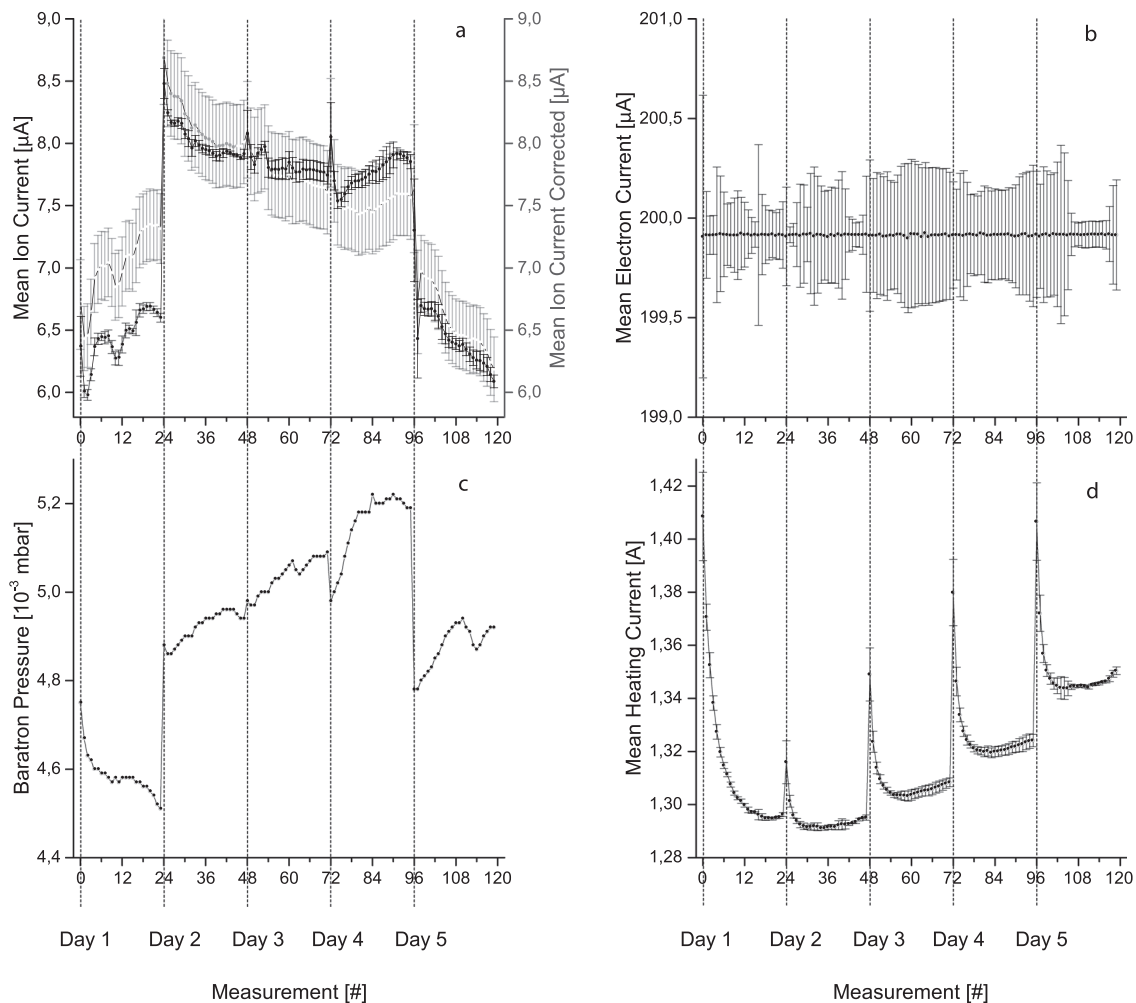 a
9,0
8,5
8,0
7,5
7,0
6,5
6,0
Mean Ion Current [µA]
9,0
8,5
8,0
7,5
7,0
6,5
6,0
Mean Ion Current Corrected [µA]
0 12 24 36 48 60 72 84 96 108 120
b
201,0
200,5
200,0
199,5
199,0
Mean Electron Current [µA]
0 12 24 36 48 60 72 84 96 108 120
c
5,2
5,0
4,8
4,6
4,4
Baratron Pressure [10⁻³ mbar]
0 12 24 36 48 60 72 84 96 108 120
Day 1 Day 2 Day 3 Day 4 Day 5
Measurement [#]
d
1,42
1,40
1,38
1,36
1,34
1,32
1,30
1,28
Mean Heating Current [A]
0 12 24 36 48 60 72 84 96 108 120
Day 1 Day 2 Day 3 Day 4 Day 5
Measurement [#]